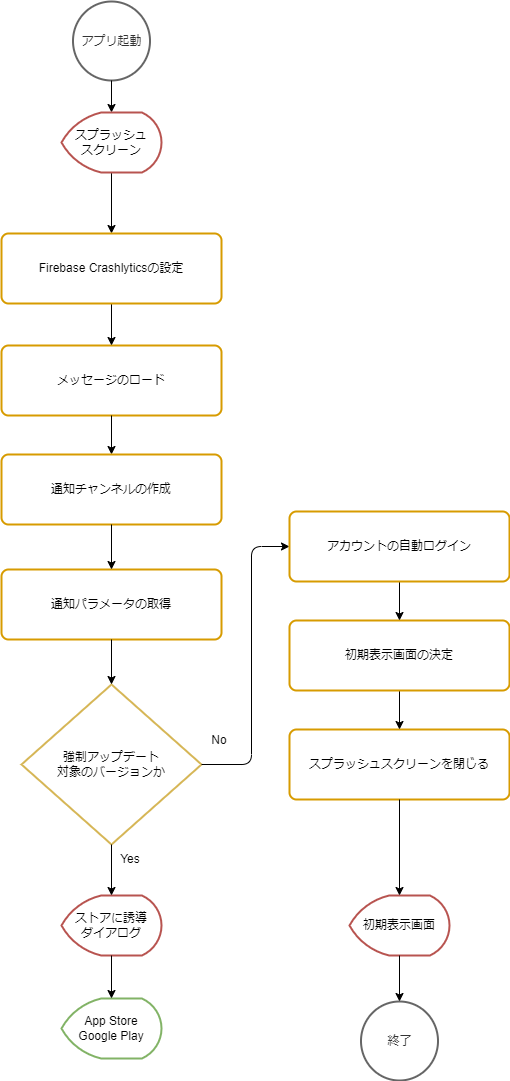 アプリ起動
スプラッシュ
スクリーン
Firebase Crashlyticsの設定
メッセージのロード
通知チャンネルの作成
通知パラメータの取得
強制アップデート
対象のバージョンか
Yes
ストアに誘導
ダイアログ
App Store
Google Play
No
アカウントの自動ログイン
初期表示画面の決定
スプラッシュスクリーンを閉じる
初期表示画面
終了